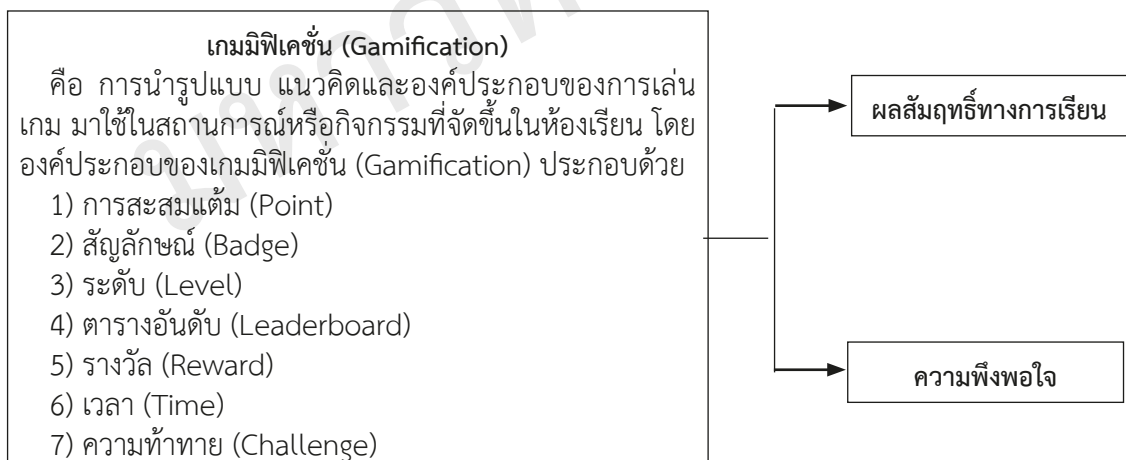 เกมมิฟิเคชั่น (Gamification)
คือ การนำรูปแบบ แนวคิดและองค์ประกอบของการเล่น
เกม มาใช้ในสถานการณ์หรือกิจกรรมที่จัดขึ้นในห้องเรียน โดย
องค์ประกอบของเกมมิฟิเคชั่น (Gamification) ประกอบด้วย
1) การสะสมแต้ม (Point)
2) สัญลักษณ์ (Badge)
3) ระดับ (Level)
4) ตารางอันดับ (Leaderboard)
5) รางวัล (Reward)
6) เวลา (Time)
7) ความท้าทาย (Challenge)
ผลสัมฤทธิ์ทางการเรียน
ความพึงพอใจ